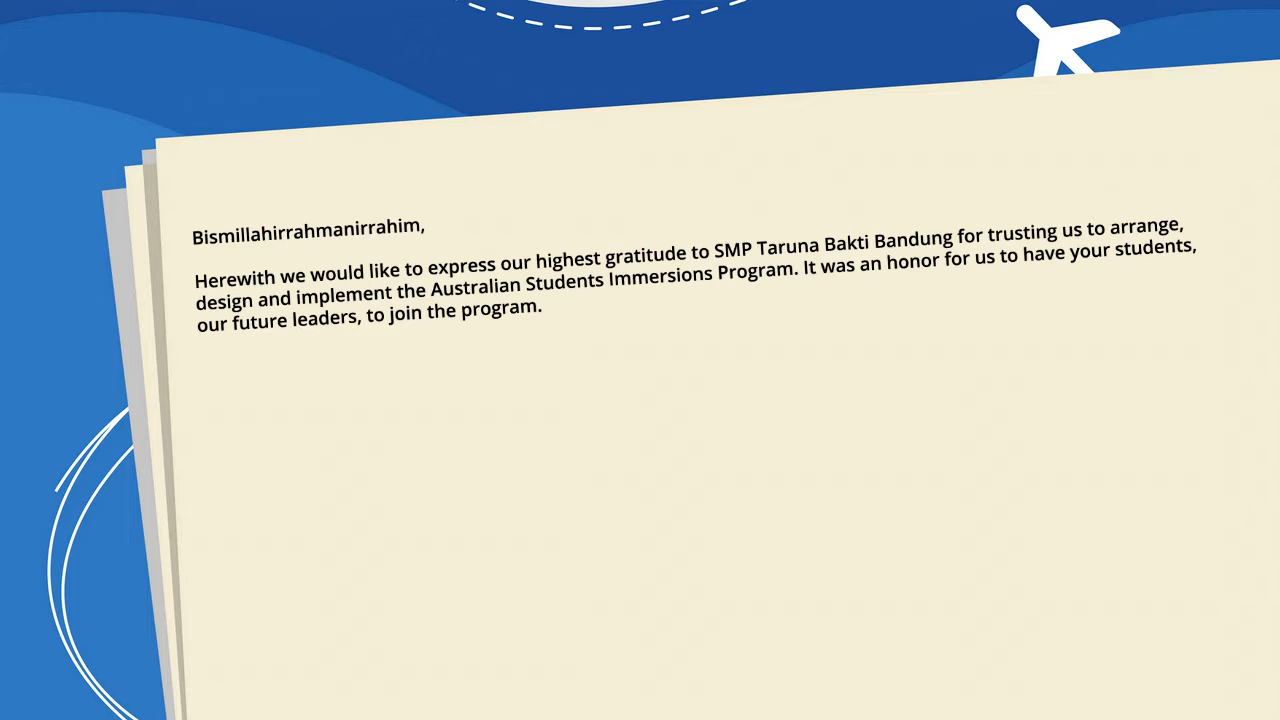 Bismillahirrahmanirrahim,
Herewith we would like to express our highest gratitude to SMP Taruna Bakti Bandung for trusting us to arrange,
design and implement the Australian Students Immersions Program. It was an honor for us to have your students,
our future leaders, to join the program.